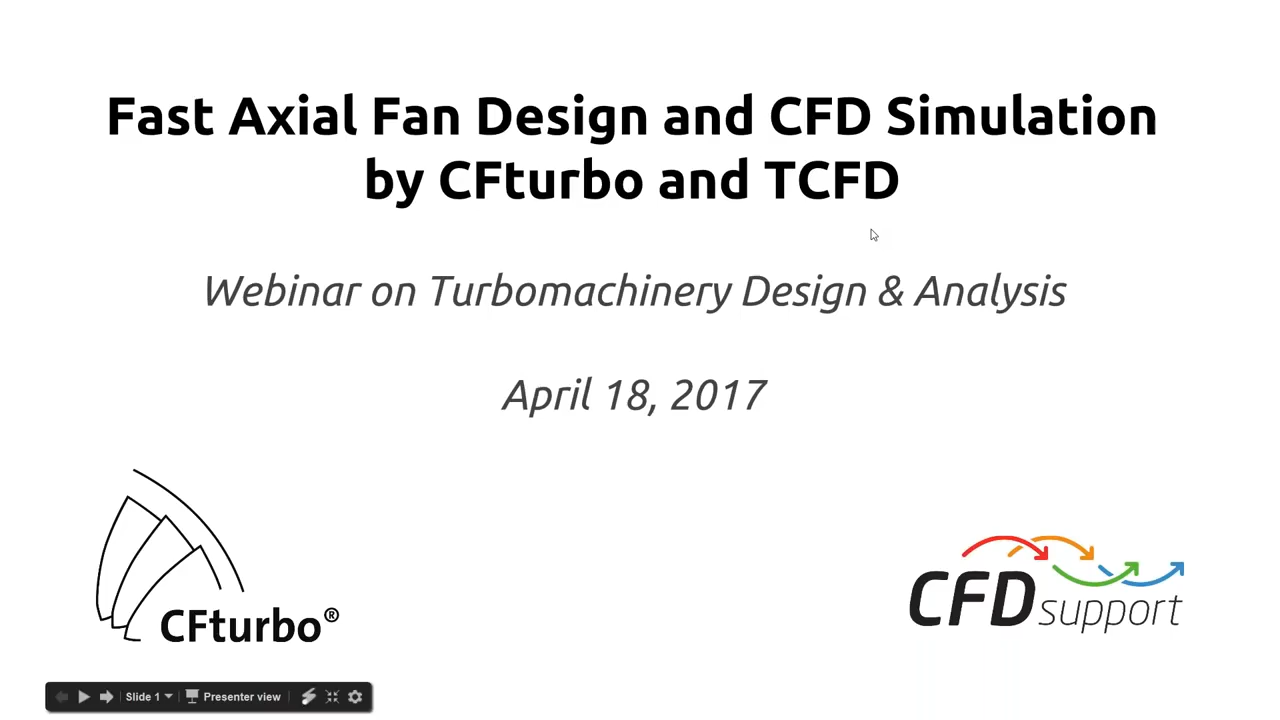 Fast Axial Fan Design and CFD Simulation
by CFturbo and TCFD
Webinar on Turbomachinery Design & Analysis
April 18, 2017
CFturbo®
CFD support
Slide 1 Presenter view